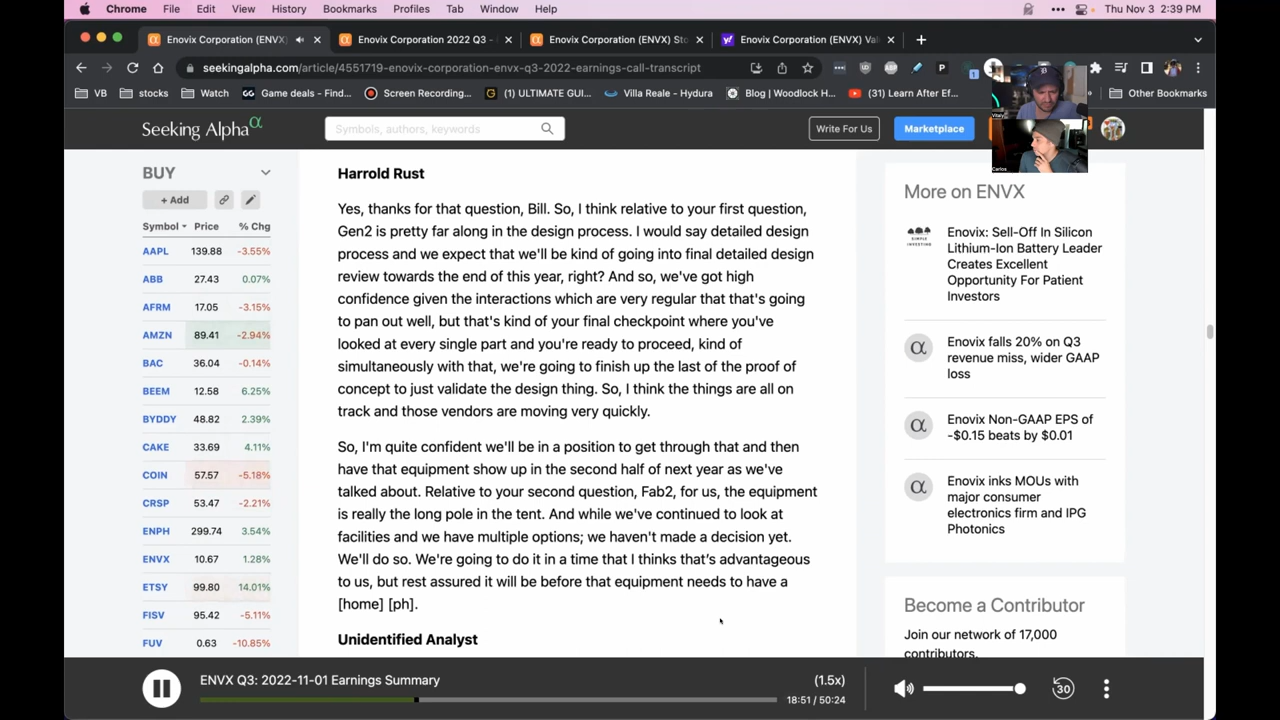 Chrome File Edit View History Bookmarks Profiles Tab Window Help
Thu Nov 3 2:39 PM
Enovix Corporation (ENVX)
Enovix Corporation 2022 Q3 -
Enovix Corporation (ENVX) Sto
Enovix Corporation (ENVX) Val
seekingalpha.com/article/4551719-enovix-corporation-envx-q3-2022-earnings-call-transcript
VB
stocks
Watch
Game deals - Find...
Screen Recording...
(1) ULTIMATE GUI...
Villa Reale - Hydura
Blog | Woodlock H...
(31) Learn After Ef...
Other Bookmarks
Vitaly
Carlos
Seeking Alpha α
Symbols, authors, keywords
Write For Us
Marketplace
BUY
+ Add
Symbol Price % Chg
AAPL 139.88 -3.55%
ABB 27.43 0.07%
AFRM 17.05 -3.15%
AMZN 89.41 -2.94%
BAC 36.04 -0.14%
BEEM 12.58 6.25%
BYDDY 48.82 2.39%
CAKE 33.69 4.11%
COIN 57.57 -5.18%
CRSP 53.47 -2.21%
ENPH 299.74 3.54%
ENVX 10.67 1.28%
ETSY 99.80 14.01%
FISV 95.42 -5.11%
FUV 0.63 -10.85%
Harrold Rust
Yes, thanks for that question, Bill. So, I think relative to your first question,
Gen2 is pretty far along in the design process. I would say detailed design
process and we expect that we'll be kind of going into final detailed design
review towards the end of this year, right? And so, we've got high
confidence given the interactions which are very regular that that's going
to pan out well, but that's kind of your final checkpoint where you've
looked at every single part and you're ready to proceed, kind of
simultaneously with that, we're going to finish up the last of the proof of
concept to just validate the design thing. So, I think the things are all on
track and those vendors are moving very quickly.
So, I'm quite confident we'll be in a position to get through that and then
have that equipment show up in the second half of next year as we've
talked about. Relative to your second question, Fab2, for us, the equipment
is really the long pole in the tent. And while we've continued to look at
facilities and we have multiple options; we haven't made a decision yet.
We'll do so. We're going to do it in a time that I thinks that's advantageous
to us, but rest assured it will be before that equipment needs to have a
[home] [ph].
Unidentified Analyst
More on ENVX
SIMPLE
INVESTING
Enovix: Sell-Off In Silicon
Lithium-Ion Battery Leader
Creates Excellent
Opportunity For Patient
Investors
α
Enovix falls 20% on Q3
revenue miss, wider GAAP
loss
α
Enovix Non-GAAP EPS of
-$0.15 beats by $0.01
α
Enovix inks MOUs with
major consumer
electronics firm and IPG
Photonics
Become a Contributor
Join our network of 17,000
contributors.
ENVX Q3: 2022-11-01 Earnings Summary
(1.5x)
18:51 / 50:24
30